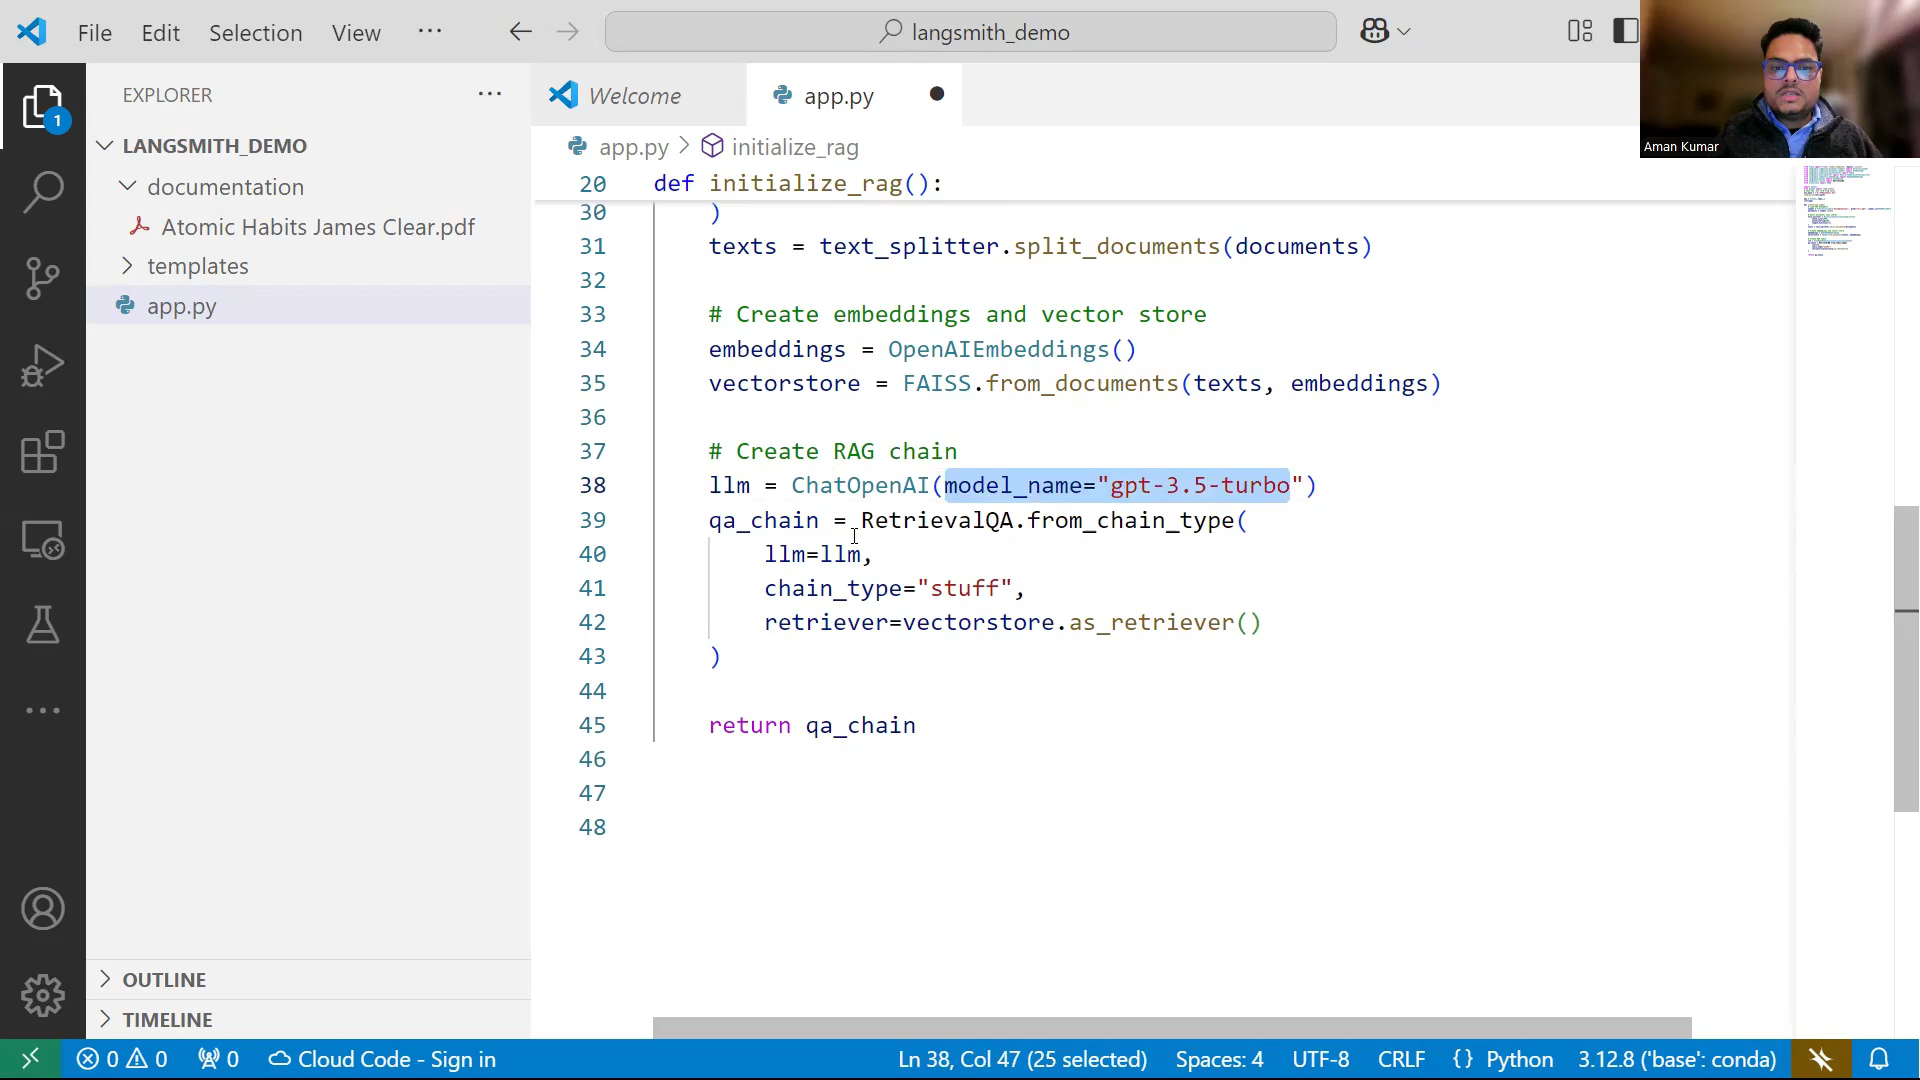 File Edit Selection View ··· langsmith_demo
EXPLORER ···
Welcome app.py
LANGSMITH_DEMO
documentation
Atomic Habits James Clear.pdf
templates
app.py
1
Aman Kumar
app.py > initialize_rag
20 def initialize_rag():
30 )
31 texts = text_splitter.split_documents(documents)
32
33 # Create embeddings and vector store
34 embeddings = OpenAIEmbeddings()
35 vectorstore = FAISS.from_documents(texts, embeddings)
36
37 # Create RAG chain
38 llm = ChatOpenAI(model_name="gpt-3.5-turbo")
39 qa_chain = RetrievalQA.from_chain_type(
40 llm=llm,
41 chain_type="stuff",
42 retriever=vectorstore.as_retriever()
43 )
44
45 return qa_chain
46
47
48
OUTLINE
TIMELINE
0 0 0 Cloud Code - Sign in Ln 38, Col 47 (25 selected) Spaces: 4 UTF-8 CRLF {} Python 3.12.8 ('base': conda)